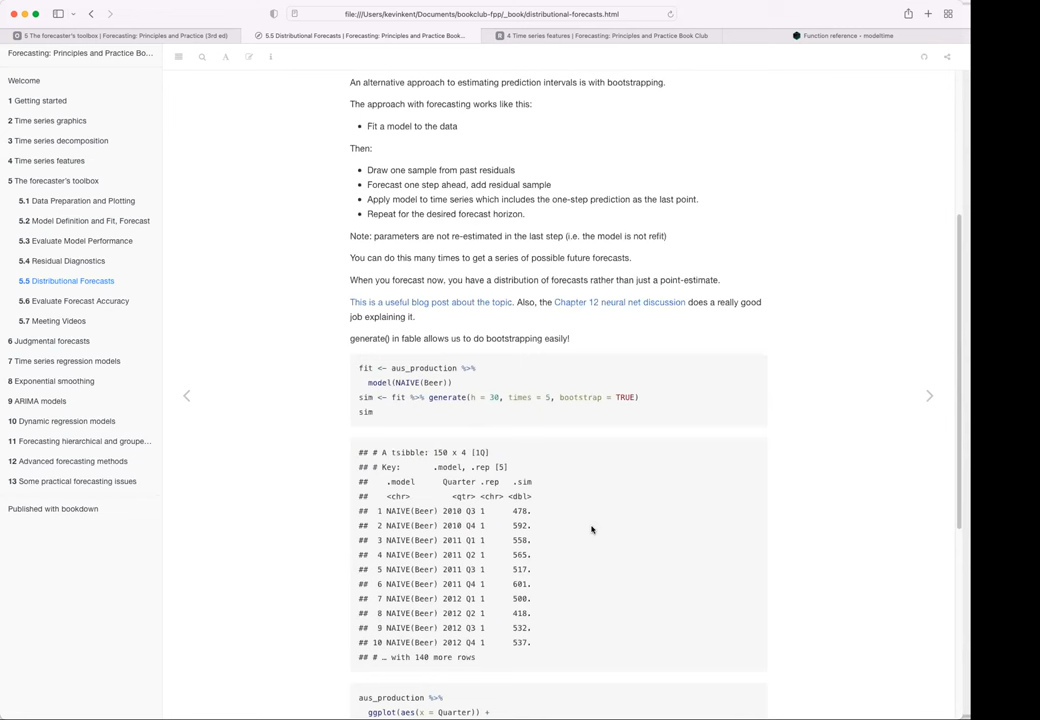 file:///Users/kevinkent/Documents/bookclub-fpp/_book/distributional-forecasts.html
5 The forecaster's toolbox | Forecasting: Principles and Practice (3rd ed)
5.5 Distributional Forecasts | Forecasting: Principles and Practice Book...
4 Time series features | Forecasting: Principles and Practice Book Club
Function reference • modeltime
Forecasting: Principles and Practice Bo...
Welcome
1 Getting started
2 Time series graphics
3 Time series decomposition
4 Time series features
5 The forecaster's toolbox
5.1 Data Preparation and Plotting
5.2 Model Definition and Fit, Forecast
5.3 Evaluate Model Performance
5.4 Residual Diagnostics
5.5 Distributional Forecasts
5.6 Evaluate Forecast Accuracy
5.7 Meeting Videos
6 Judgmental forecasts
7 Time series regression models
8 Exponential smoothing
9 ARIMA models
10 Dynamic regression models
11 Forecasting hierarchical and groupe...
12 Advanced forecasting methods
13 Some practical forecasting issues
Published with bookdown
An alternative approach to estimating prediction intervals is with bootstrapping.
The approach with forecasting works like this:
• Fit a model to the data
Then:
• Draw one sample from past residuals
• Forecast one step ahead, add residual sample
• Apply model to time series which includes the one-step prediction as the last point.
• Repeat for the desired forecast horizon.
Note: parameters are not re-estimated in the last step (i.e. the model is not refit)
You can do this many times to get a series of possible future forecasts.
When you forecast now, you have a distribution of forecasts rather than just a point-estimate.
This is a useful blog post about the topic. Also, the Chapter 12 neural net discussion does a really good
job explaining it.
generate() in fable allows us to do bootstrapping easily!
fit <- aus_production %>%
  model(NAIVE(Beer))
sim <- fit %>% generate(h = 30, times = 5, bootstrap = TRUE)
sim
## # A tsibble: 150 x 4 [1Q]
## # Key:       .model, .rep [5]
##    .model      Quarter .rep   .sim
##    <chr>         <qtr> <chr> <dbl>
##  1 NAIVE(Beer) 2010 Q3 1      478.
##  2 NAIVE(Beer) 2010 Q4 1      592.
##  3 NAIVE(Beer) 2011 Q1 1      558.
##  4 NAIVE(Beer) 2011 Q2 1      565.
##  5 NAIVE(Beer) 2011 Q3 1      517.
##  6 NAIVE(Beer) 2011 Q4 1      601.
##  7 NAIVE(Beer) 2012 Q1 1      500.
##  8 NAIVE(Beer) 2012 Q2 1      418.
##  9 NAIVE(Beer) 2012 Q3 1      532.
## 10 NAIVE(Beer) 2012 Q4 1      537.
## # … with 140 more rows
aus_production %>%
  ggplot(aes(x = Quarter)) +